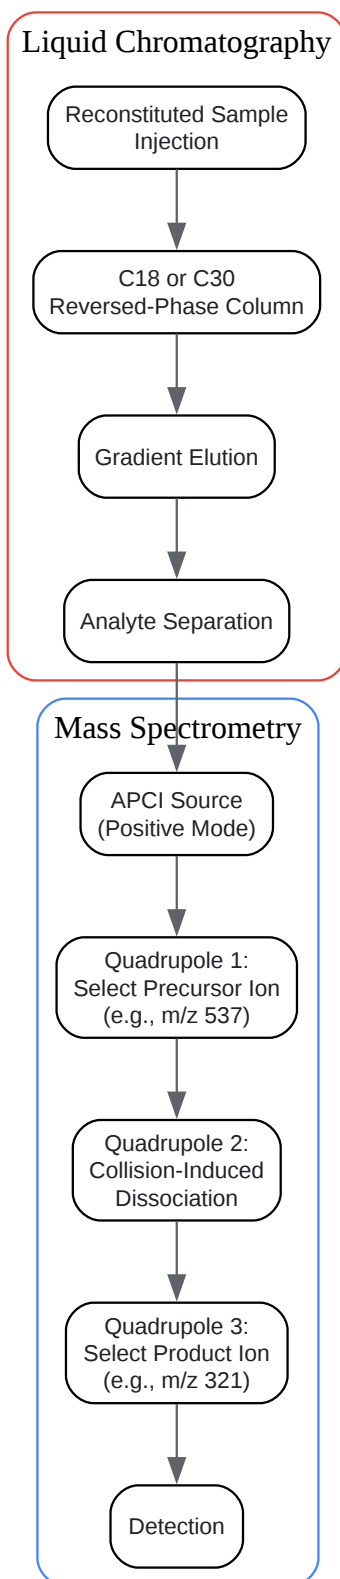 Liquid Chromatography
Reconstituted Sample
Injection
C18 or C30
Reversed-Phase Column
Gradient Elution
Analyte Separation
Mass Spectrometry
APCI Source
(Positive Mode)
Quadrupole 1:
Select Precursor Ion
(e.g., m/z 537)
Quadrupole 2:
Collision-Induced
Dissociation
Quadrupole 3:
Select Product Ion
(e.g., m/z 321)
Detection